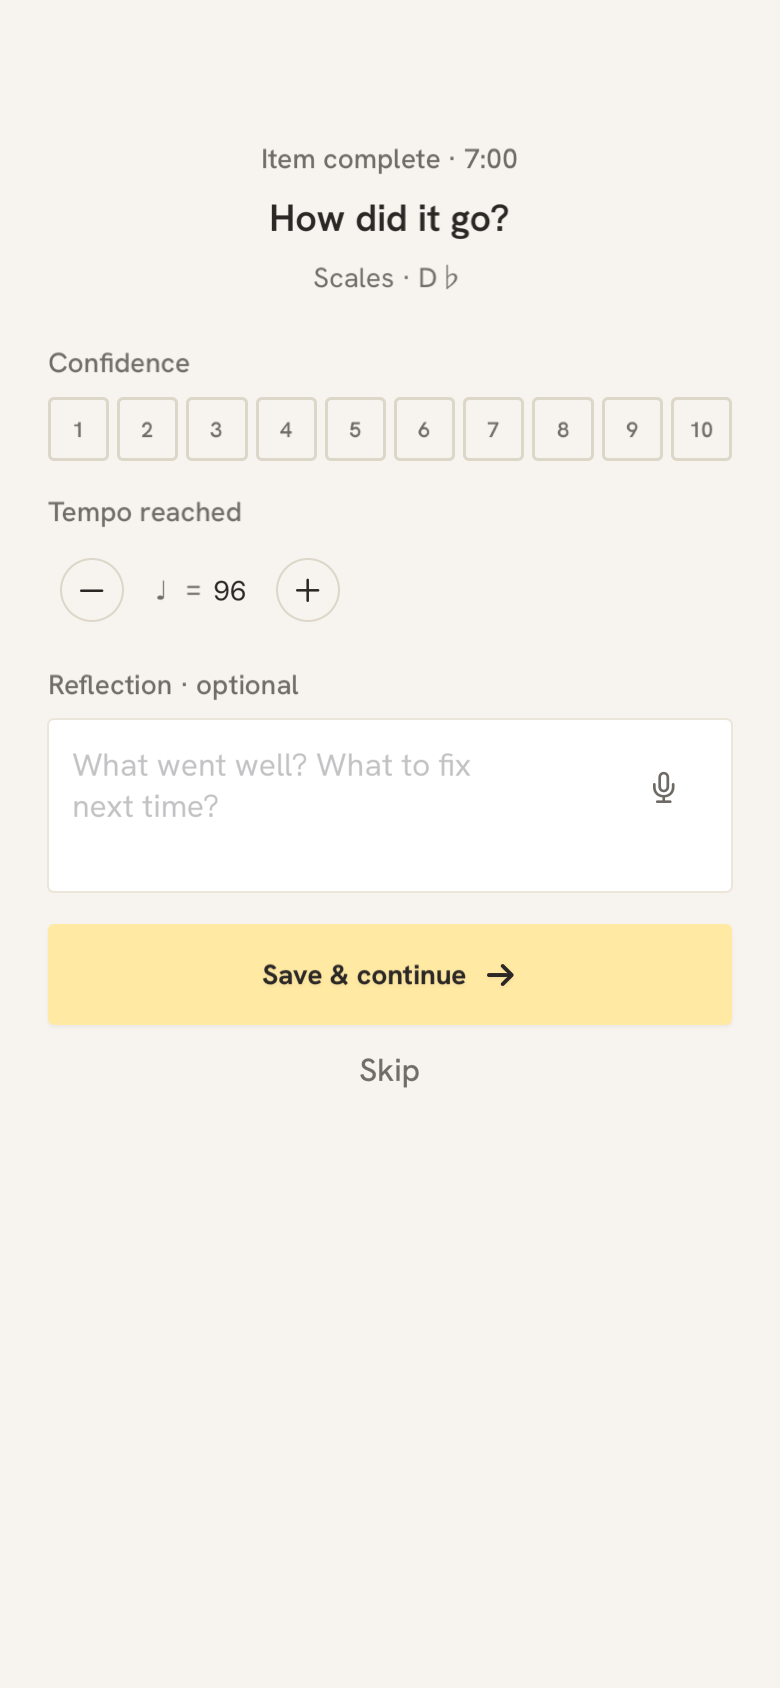 Item complete · 7:00
How did it go?
Scales · D♭
Confidence
1 2 3 4 5 6 7 8 9 10
Tempo reached
− ♩ = 96 +
Reflection · optional
What went well? What to fix
next time?
Save & continue →
Skip